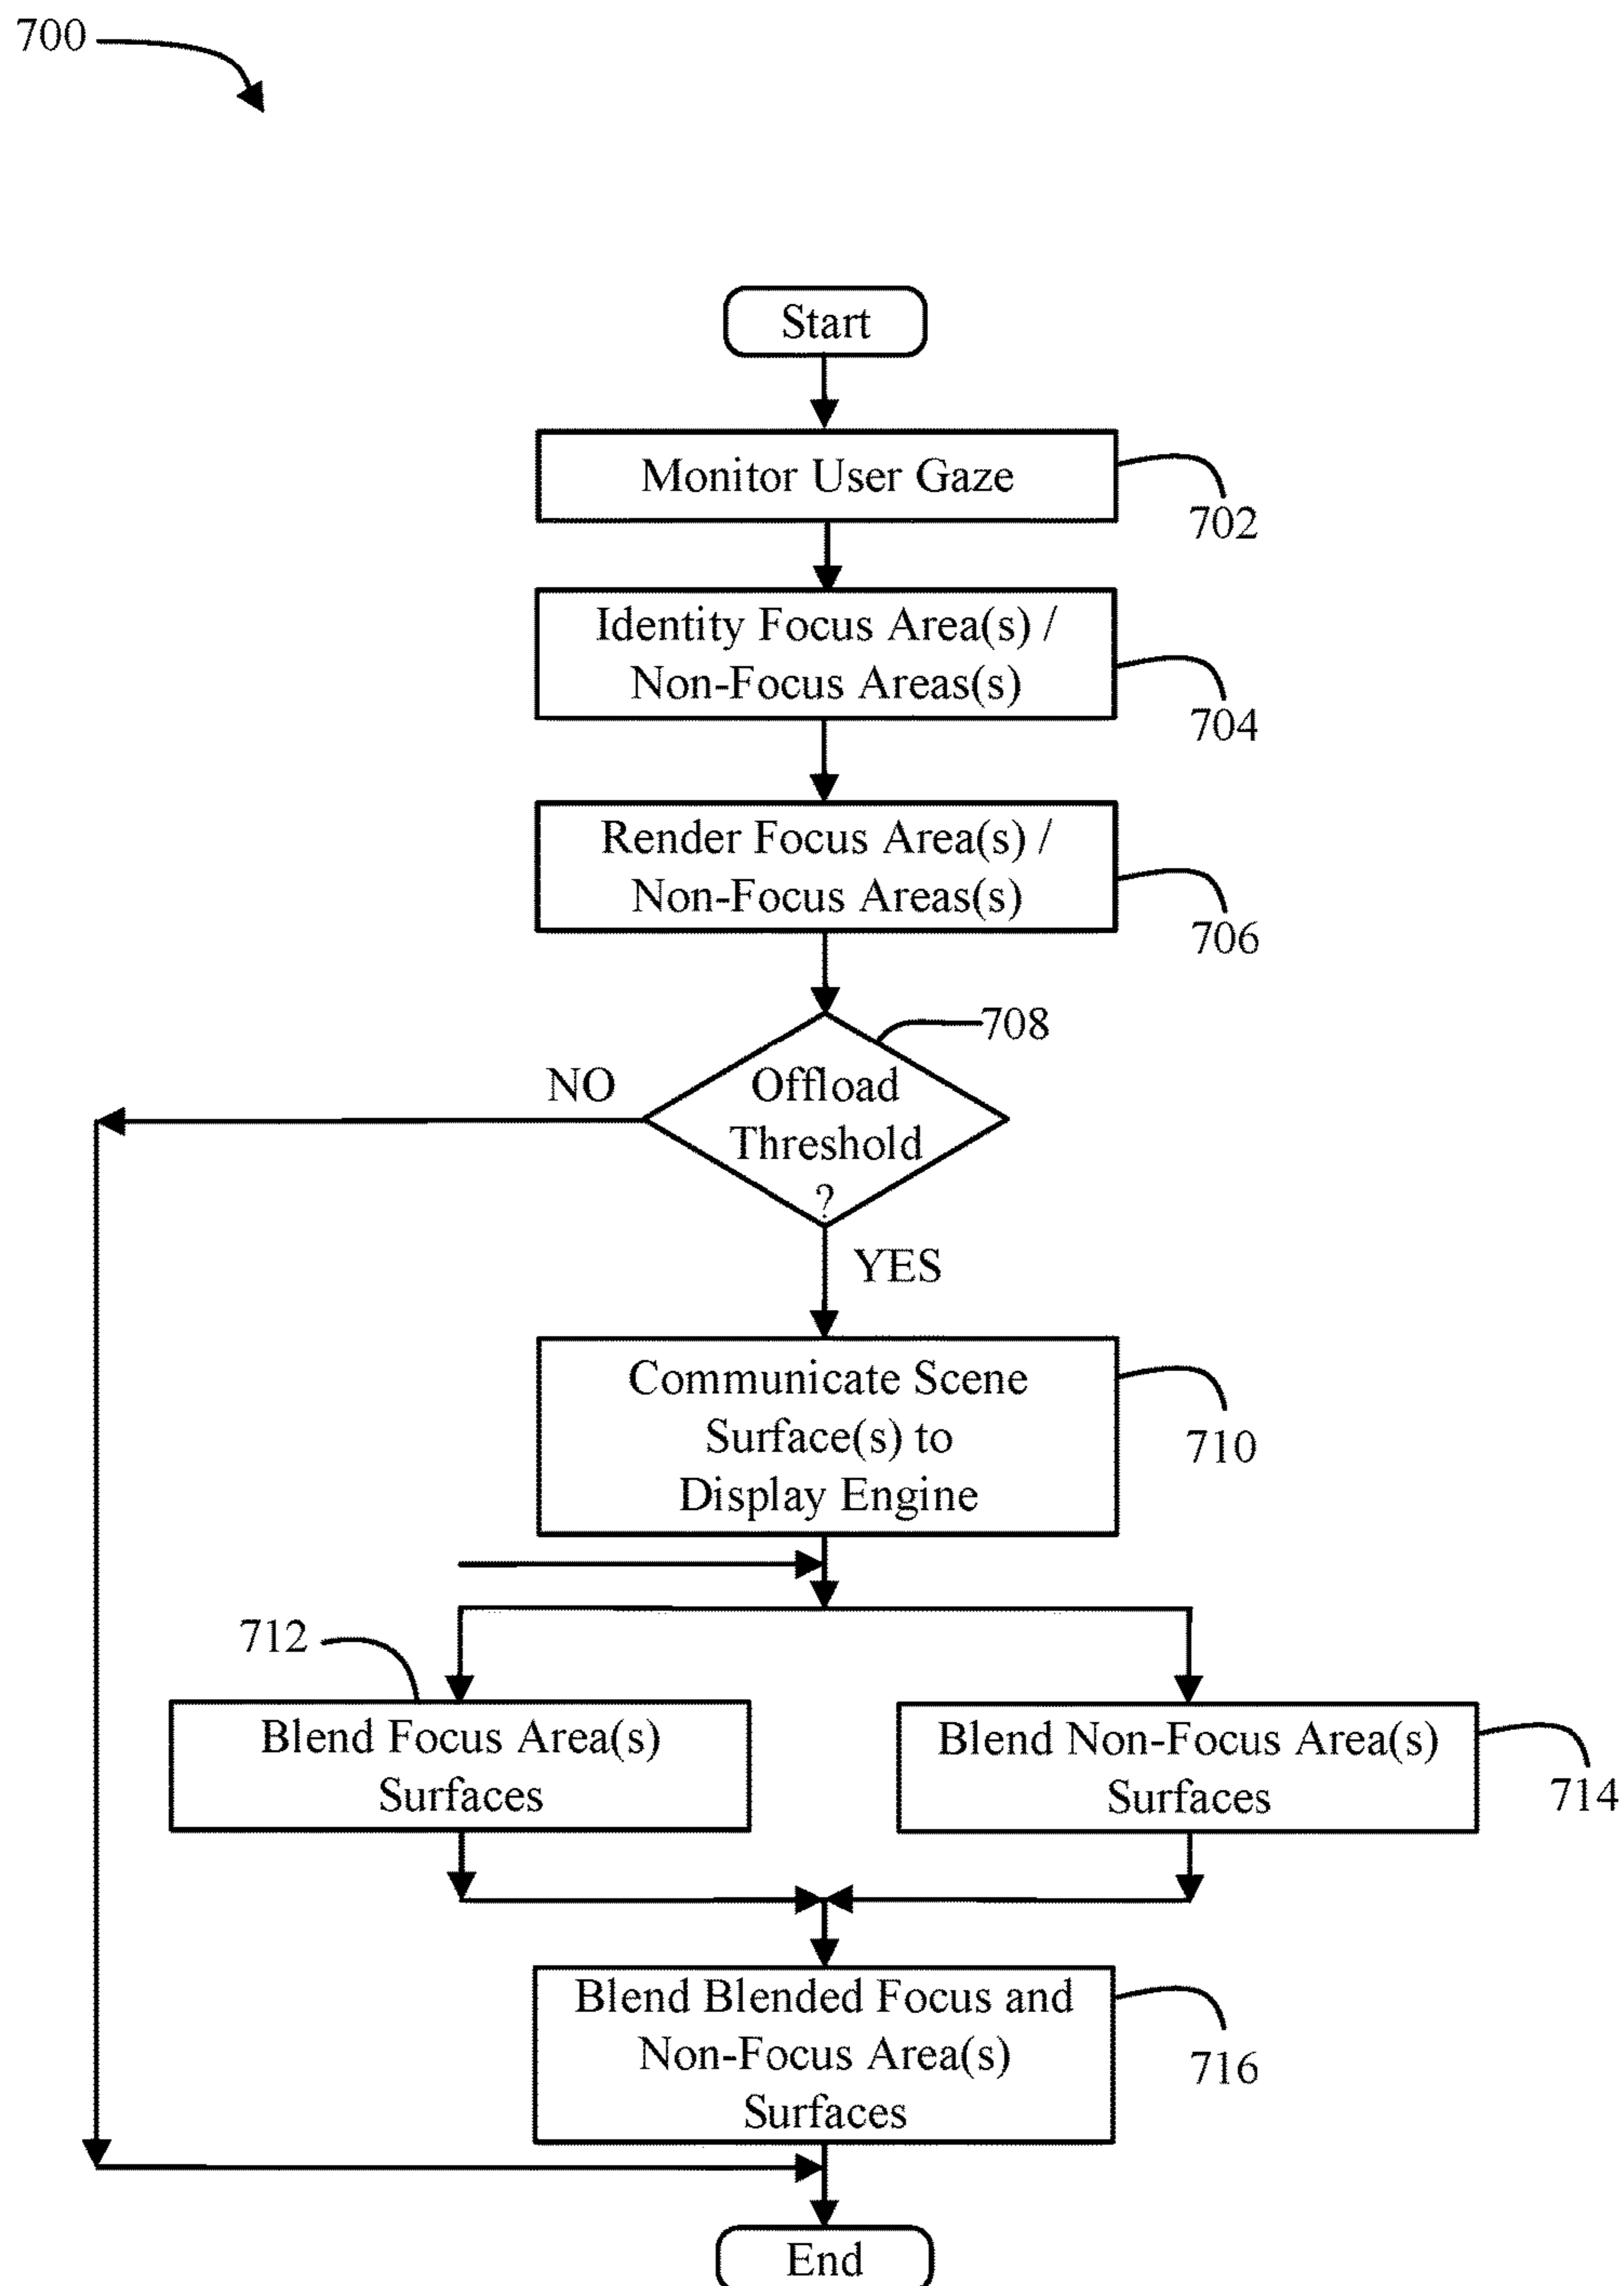 700
Start
Monitor User Gaze
702
Identity Focus Area(s) /
Non-Focus Areas(s)
704
Render Focus Area(s) /
Non-Focus Areas(s)
706
708
NO
Offload
Threshold
?
YES
Communicate Scene
Surface(s) to
Display Engine
710
712
Blend Focus Area(s)
Surfaces
Blend Non-Focus Area(s)
Surfaces
714
Blend Blended Focus and
Non-Focus Area(s)
Surfaces
716
End